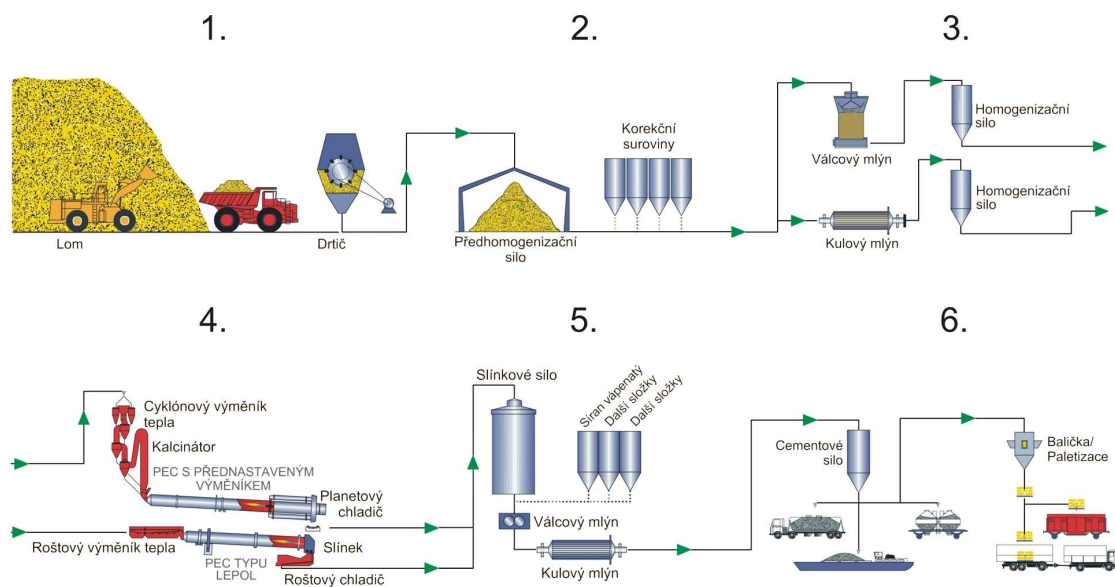 1.
2.
3.
Lom
Drtič
Předhomogenizační
silo
Korekční
suroviny
Válcový mlýn
Homogenizační
silo
Kulový mlýn
Homogenizační
silo
4.
5.
6.
Cyklónový výměník
tepla
Kalcinátor
PEC S PŘEDNASTAVENÝM
VÝMĚNÍKEM
Planetový
chladič
Roštový výměník tepla
PEC TYPU
LEPOL
Slínek
Roštový chladič
Slínkové silo
Síran vápenatý
Další složky
Další složky
Válcový mlýn
Kulový mlýn
Cementové
silo
Balička/
Paletizace